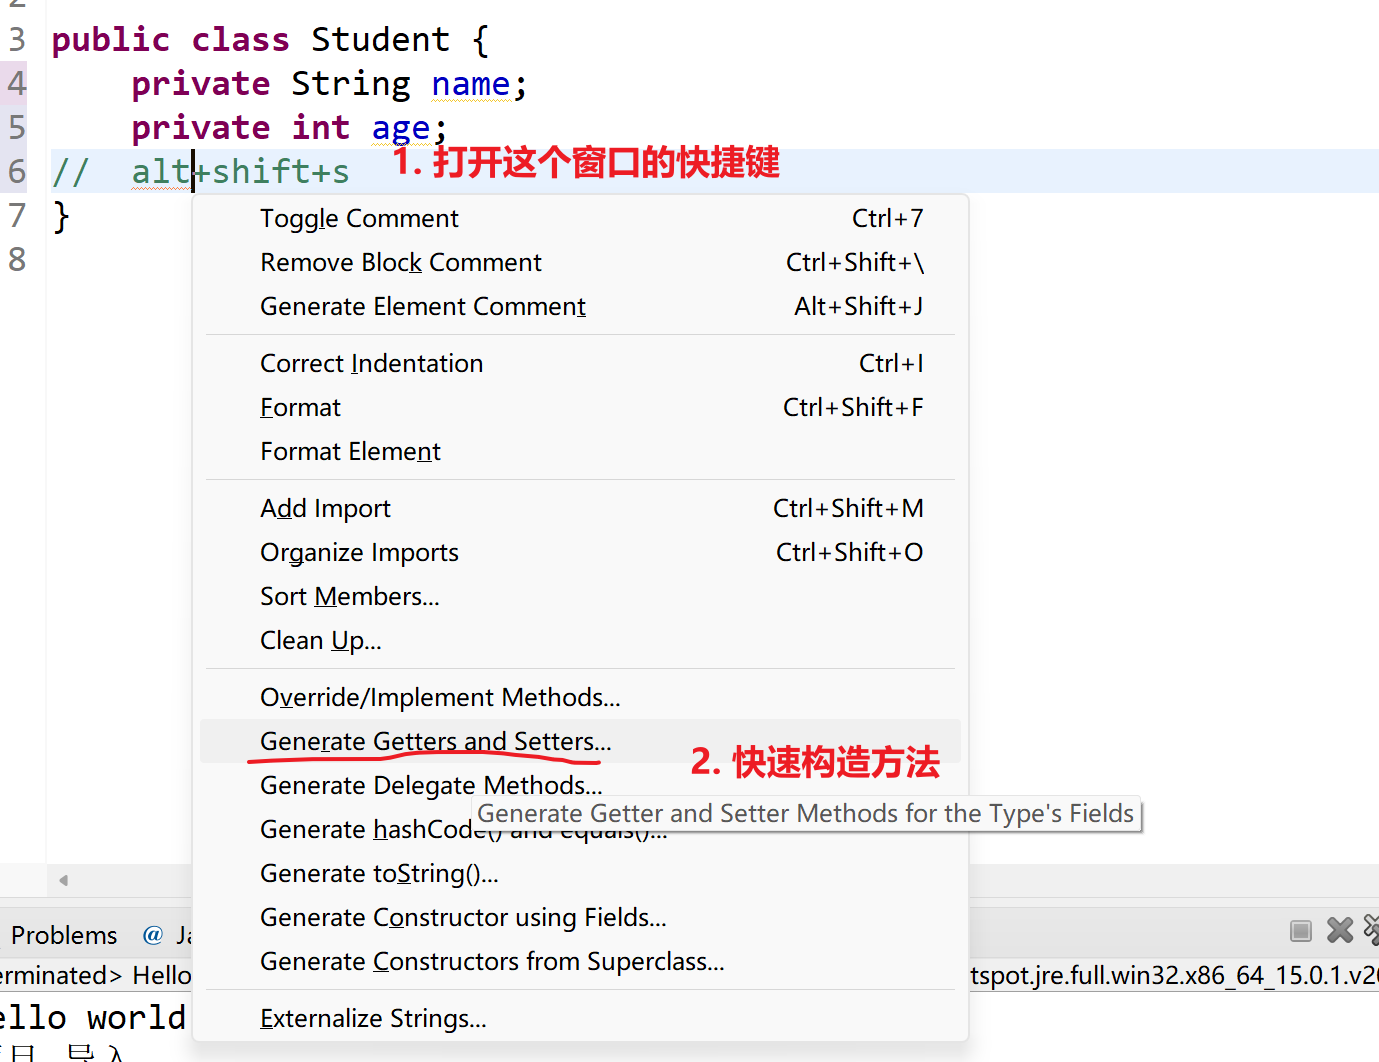 3 public class Student {
4 private String name;
5 private int age;
6 // alt+shift+s 1. 打开这个窗口的快捷键
7 }
8
Toggle Comment Ctrl+7
Remove Block Comment Ctrl+Shift+\
Generate Element Comment Alt+Shift+J
Correct Indentation Ctrl+I
Format Ctrl+Shift+F
Format Element
Add Import Ctrl+Shift+M
Organize Imports Ctrl+Shift+O
Sort Members...
Clean Up...
Override/Implement Methods...
Generate Getters and Setters... 2. 快速构造方法
Generate Delegate Methods...
Generate Getter and Setter Methods for the Type's Fields
Generate hashCode() and equals()...
Generate toString()...
Generate Constructor using Fields...
Generate Constructors from Superclass...
Externalize Strings...
Problems @ Ja
erminated> Hello tspot.jre.full.win32.x86_64_15.0.1.v20
ello world
导入